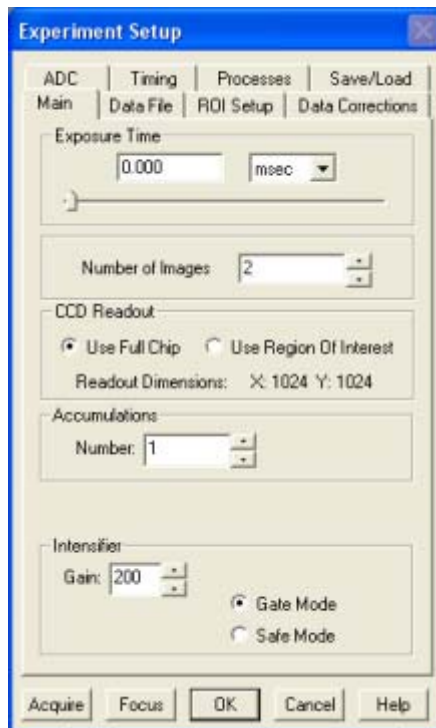 Experiment Setup
ADC Timing Processes Save/Load
Main Data File ROI Setup Data Corrections
Exposure Time
0.000 msec
Number of Images 2
CCD Readout
Use Full Chip Use Region Of Interest
Readout Dimensions: X: 1024 Y: 1024
Accumulations
Number: 1
Intensifier
Gain: 200
Gate Mode
Safe Mode
Acquire Focus OK Cancel Help